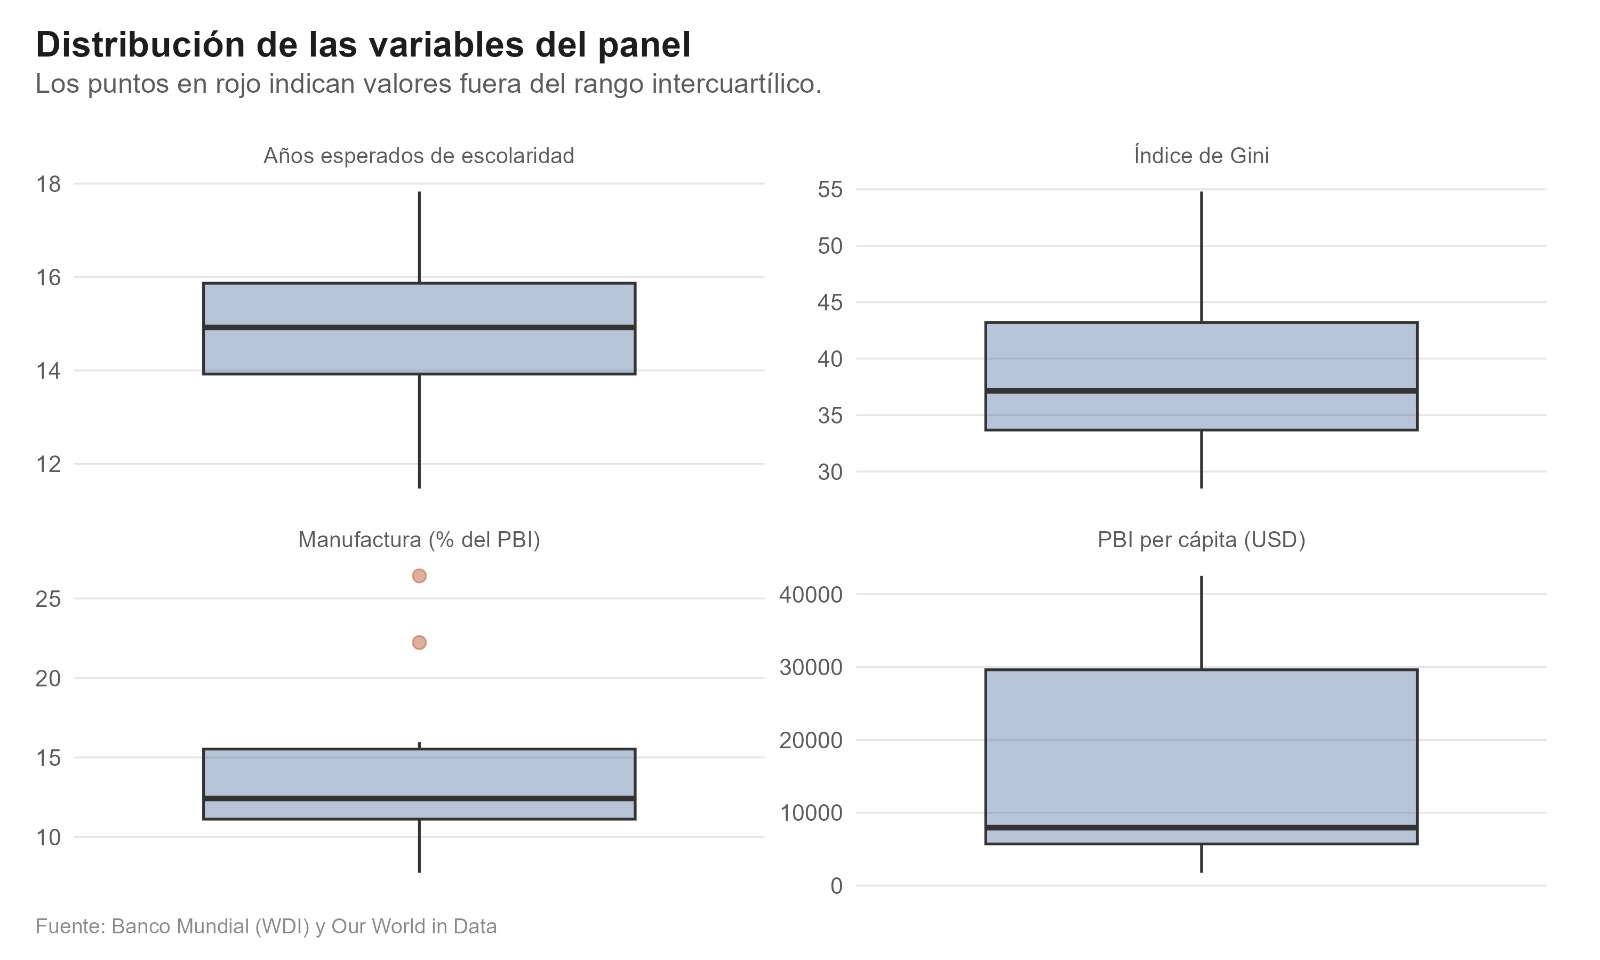 Distribución de las variables del panel
Los puntos en rojo indican valores fuera del rango intercuartílico.
Años esperados de escolaridad
18
16
14
12
Índice de Gini
55
50
45
40
35
30
Manufactura (% del PBI)
25
20
15
10
PBI per cápita (USD)
40000
30000
20000
10000
0
Fuente: Banco Mundial (WDI) y Our World in Data